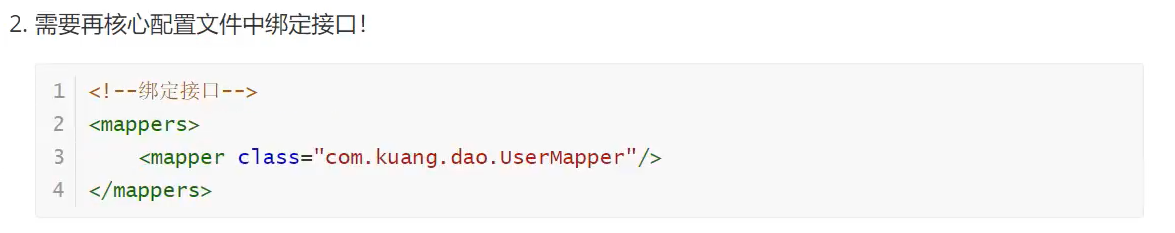 2. 需要再核心配置文件中绑定接口！
1 <!--绑定接口-->
2 <mappers>
3     <mapper class="com.kuang.dao.UserMapper"/>
4 </mappers>